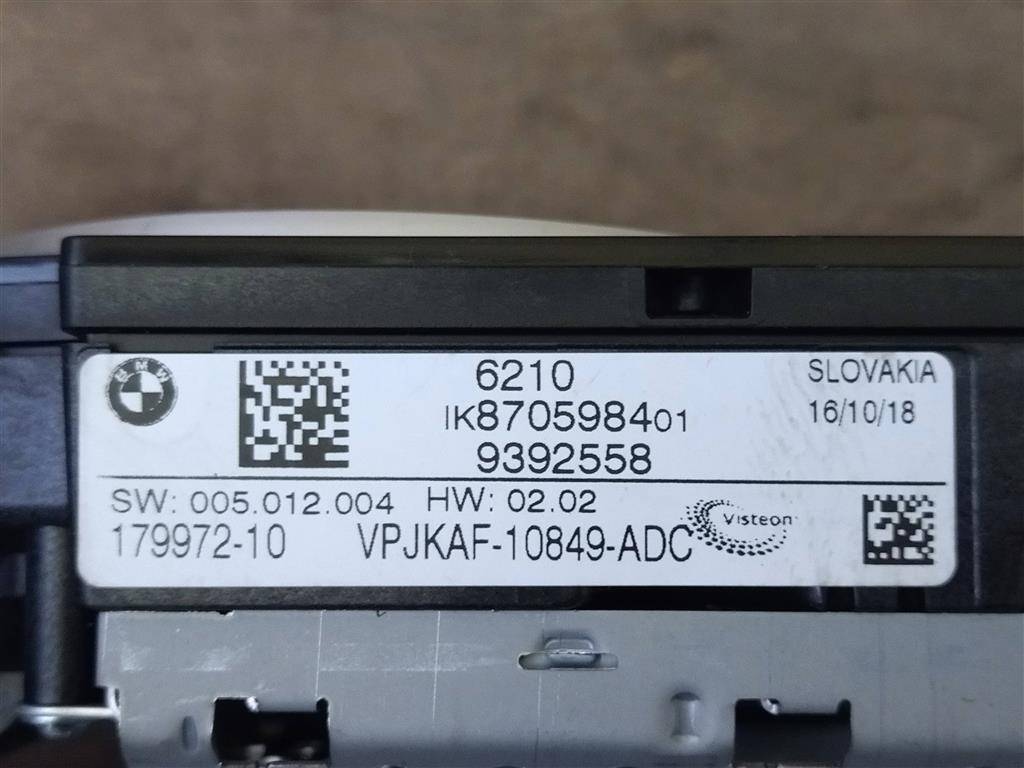 BMW
6210
SLOVAKIA
IK870598401
16/10/18
9392558
SW: 005.012.004 HW: 02.02
179972-10 VPJKAF-10849-ADC Visteon